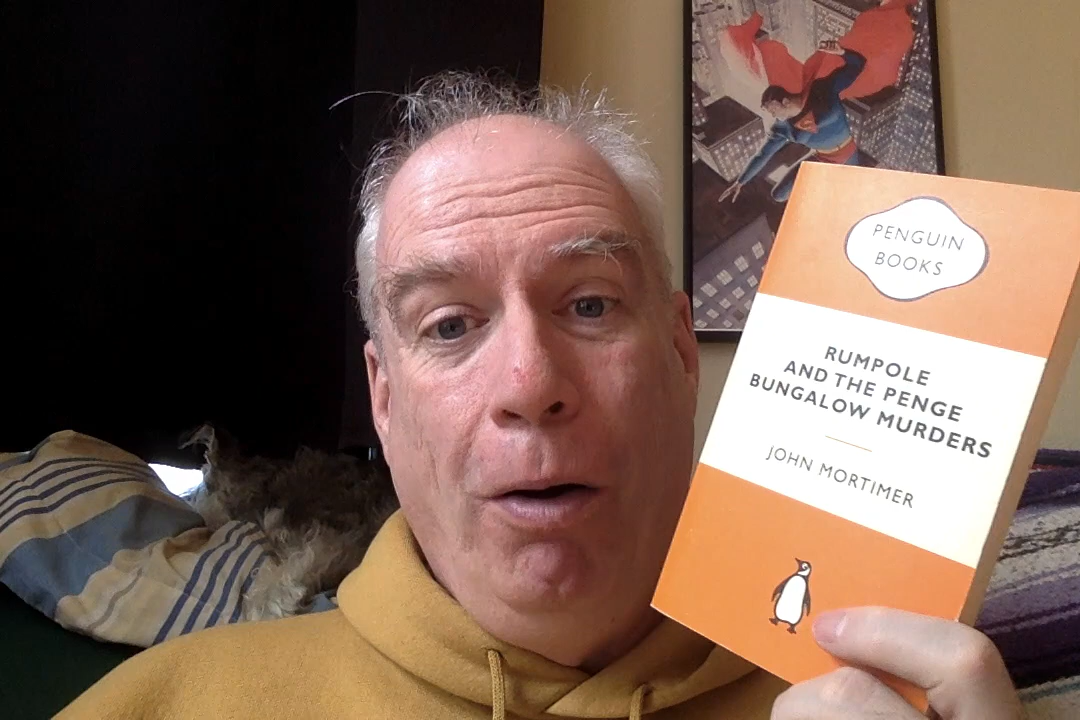 PENGUIN
BOOKS
RUMPOLE
AND THE PENGE
BUNGALOW MURDERS
JOHN MORTIMER